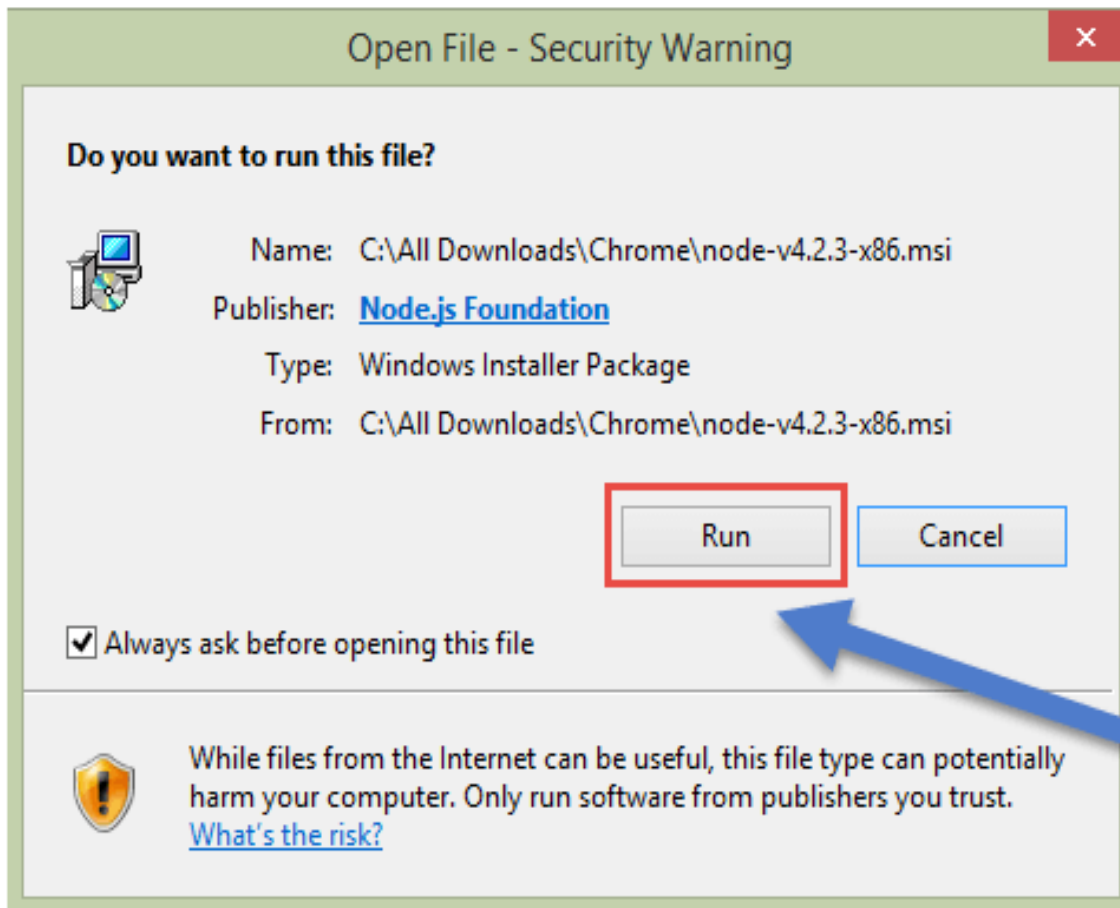 Open File - Security Warning
Do you want to run this file?
Name: C:\All Downloads\Chrome\node-v4.2.3-x86.msi
Publisher: Node.js Foundation
Type: Windows Installer Package
From: C:\All Downloads\Chrome\node-v4.2.3-x86.msi
Run Cancel
Always ask before opening this file
While files from the Internet can be useful, this file type can potentially
harm your computer. Only run software from publishers you trust.
What's the risk?